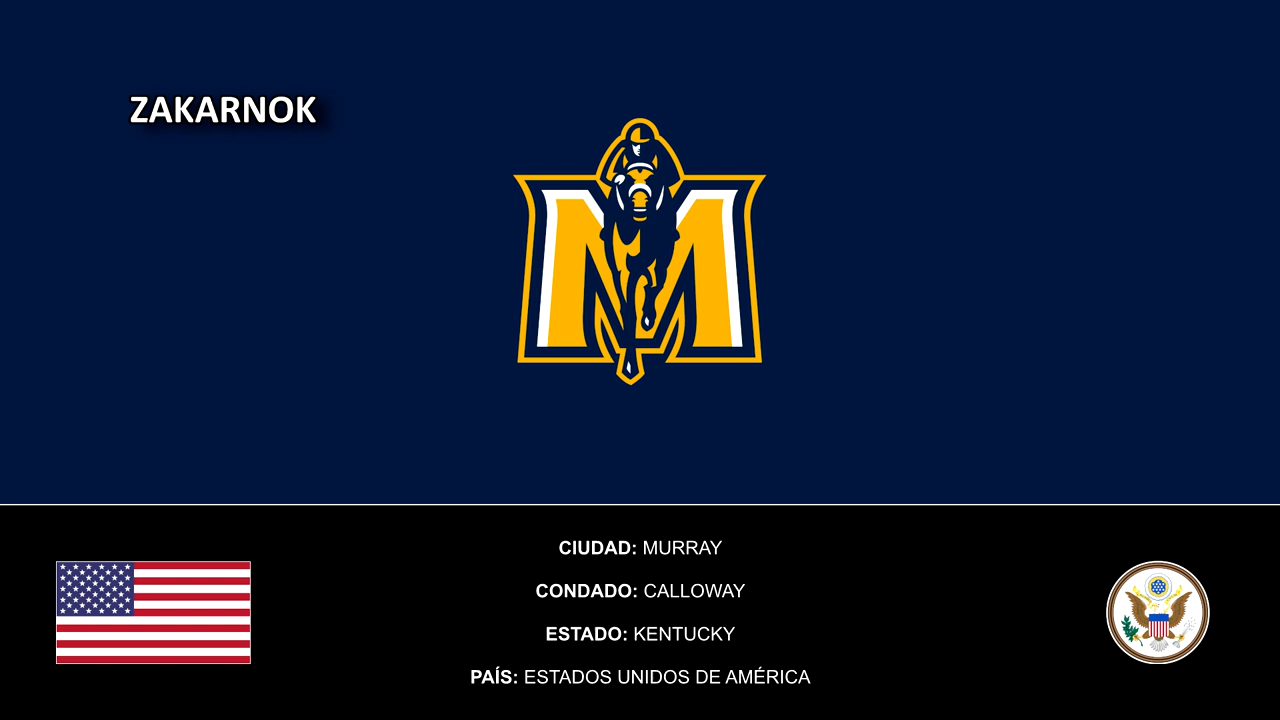 ZAKARNOK
M
CIUDAD: MURRAY
CONDADO: CALLOWAY
ESTADO: KENTUCKY
PAÍS: ESTADOS UNIDOS DE AMÉRICA